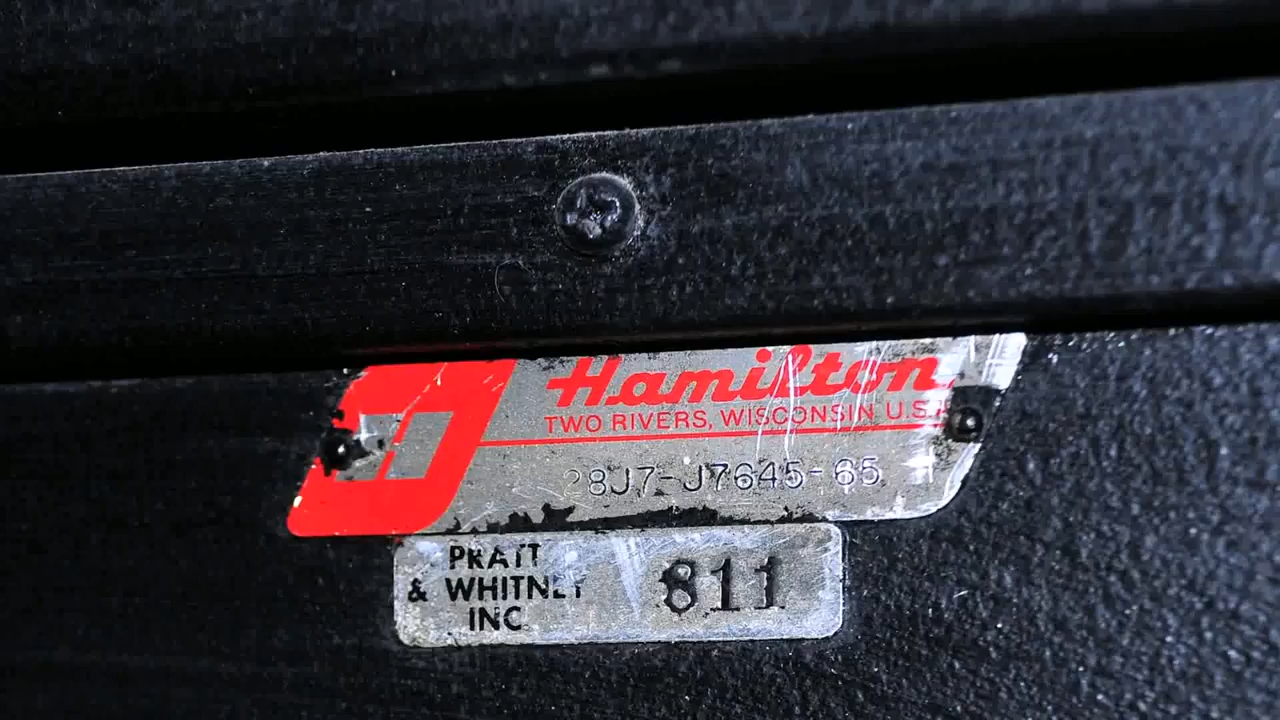 Hamilton
TWO RIVERS, WISCONSIN U.S.A.
28J7-J7645-65
PRATT
& WHITNEY
INC
811